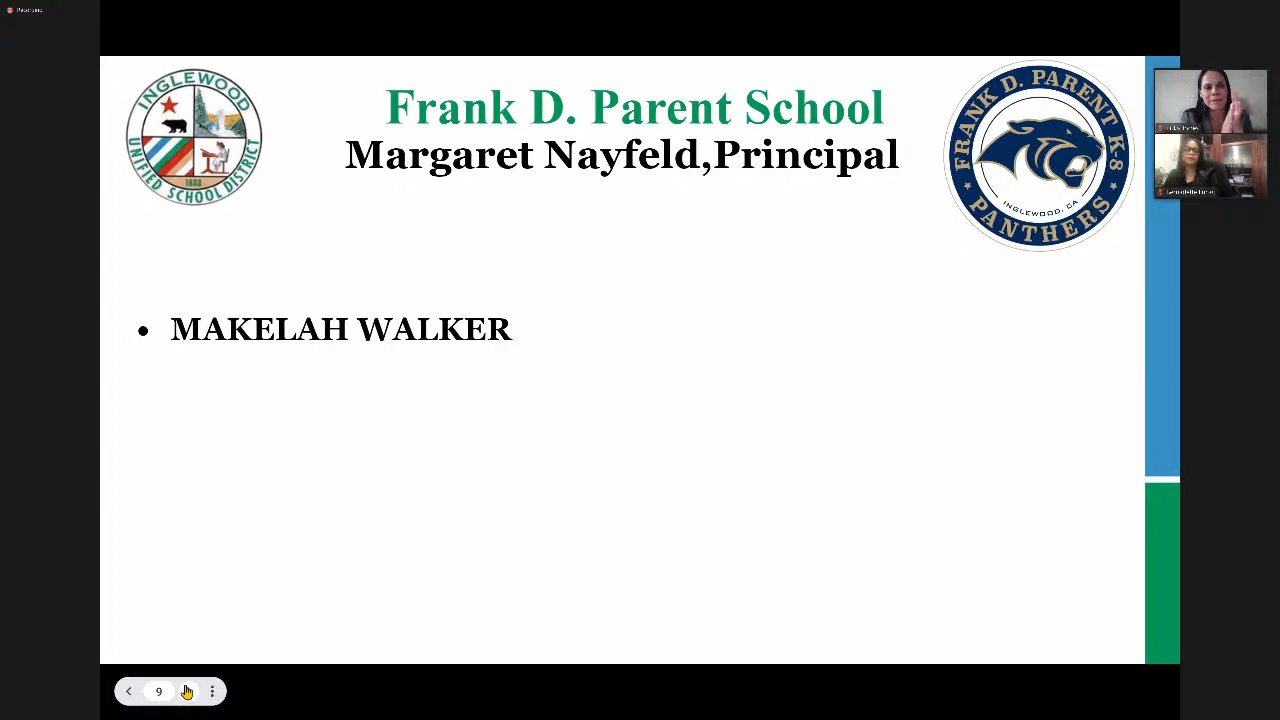 Recording
INGLEWOOD
UNIFIED SCHOOL DISTRICT
1888
Frank D. Parent School
Margaret Nayfeld,Principal
FRANK D. PARENT K-8
INGLEWOOD, CA
PANTHERS
• MAKELAH WALKER
9